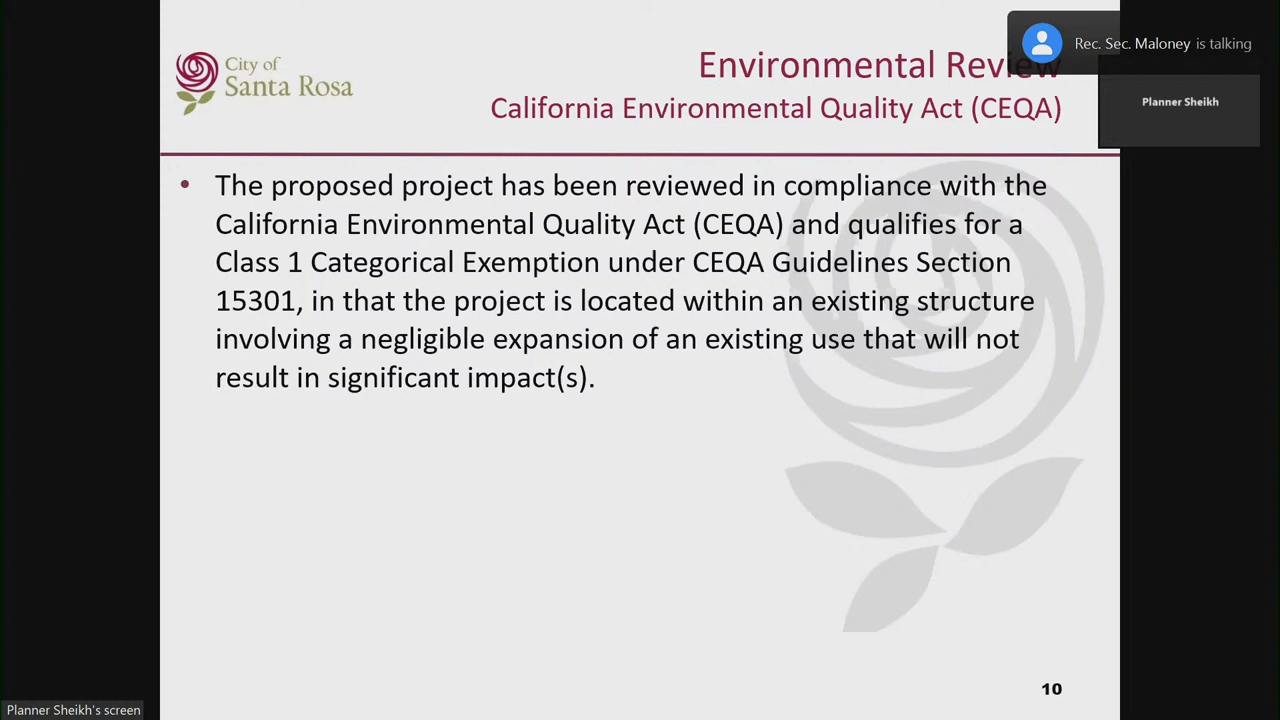 City of
Santa Rosa
Environmental Review
California Environmental Quality Act (CEQA)
Rec. Sec. Maloney is talking
Planner Sheikh
• The proposed project has been reviewed in compliance with the
California Environmental Quality Act (CEQA) and qualifies for a
Class 1 Categorical Exemption under CEQA Guidelines Section
15301, in that the project is located within an existing structure
involving a negligible expansion of an existing use that will not
result in significant impact(s).
10
Planner Sheikh's screen